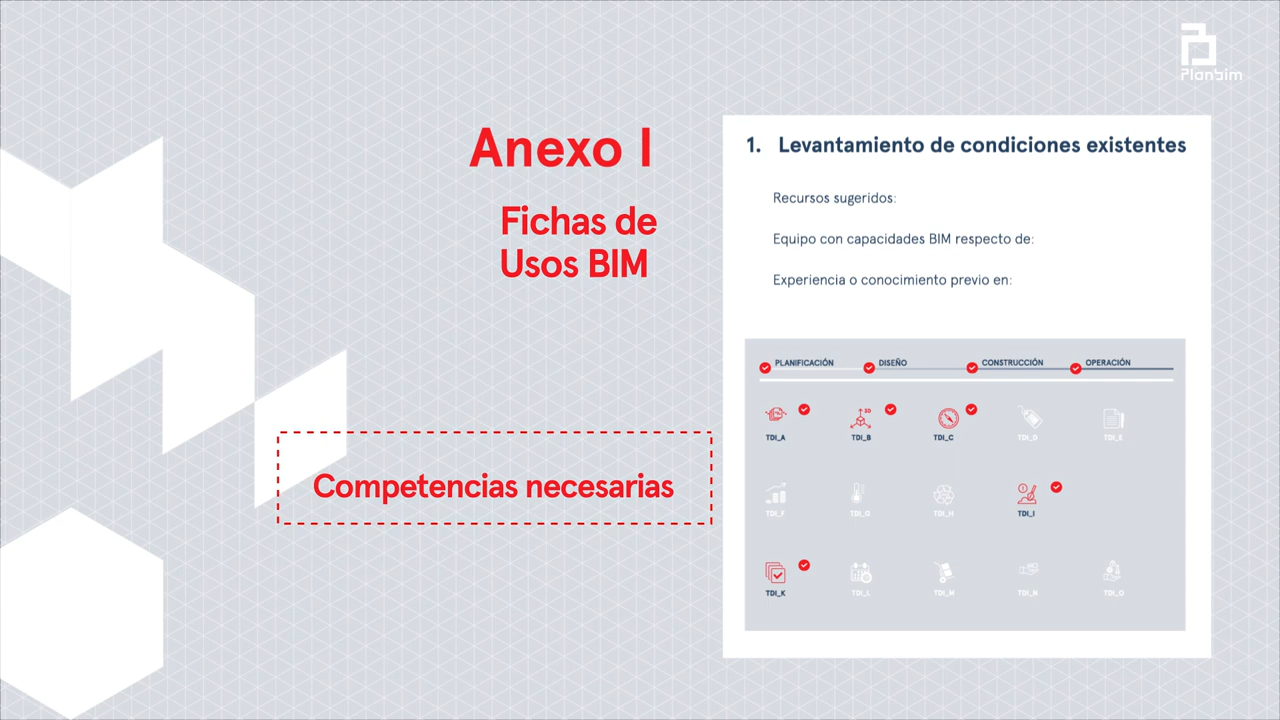 Planbim
Anexo I
Fichas de
Usos BIM
Competencias necesarias
1. Levantamiento de condiciones existentes
Recursos sugeridos:
Equipo con capacidades BIM respecto de:
Experiencia o conocimiento previo en:
PLANIFICACIÓN DISEÑO CONSTRUCCIÓN OPERACIÓN
3D
TDI_A TDI_B TDI_C TDI_D TDI_E
TDI_F TDI_G TDI_H TDI_I
TDI_K TDI_L TDI_M TDI_N TDI_O